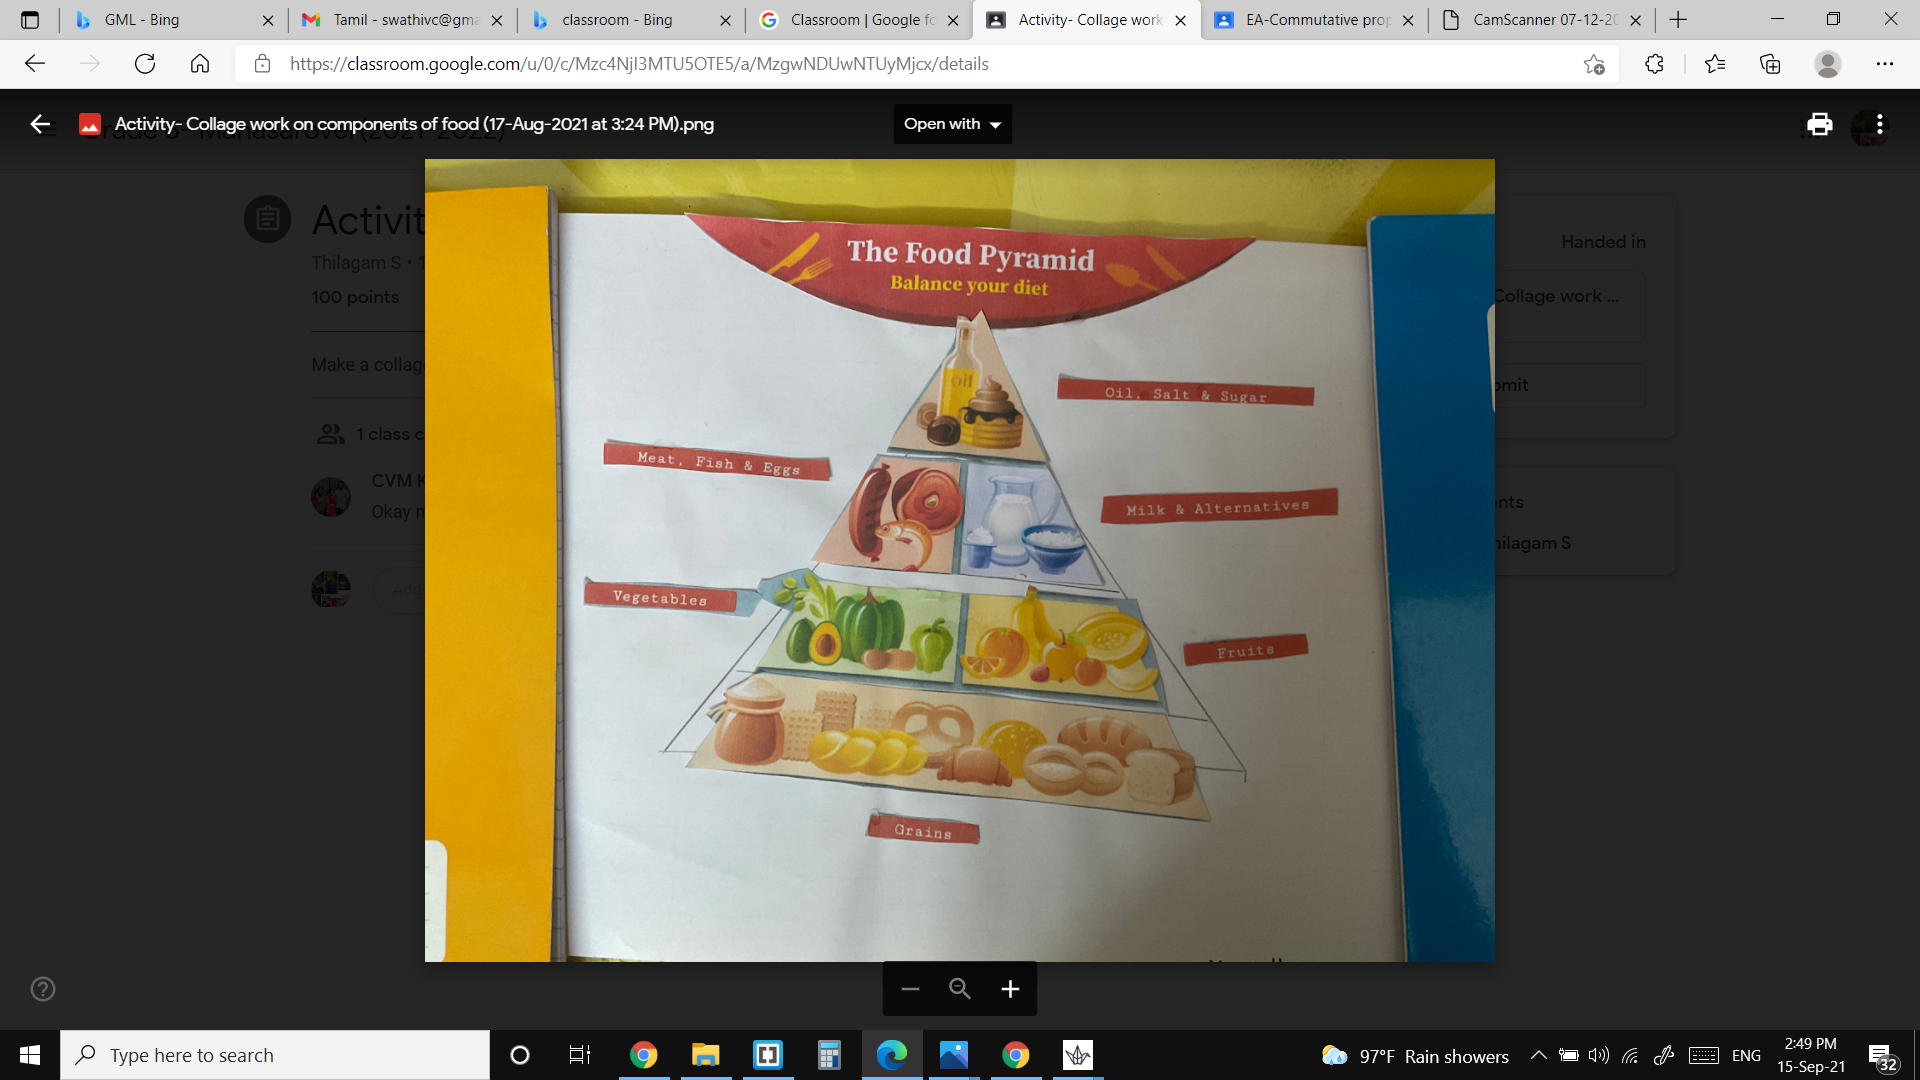 GML - Bing
Tamil - swathivc@gma
classroom - Bing
Classroom | Google fo
Activity- Collage work
EA-Commutative prop
CamScanner 07-12-20
https://classroom.google.com/u/0/c/Mzc4NjI3MTU5OTE5/a/MzgwNDUwNTUyMjcx/details
Activity- Collage work on components of food (17-Aug-2021 at 3:24 PM).png
Open with
Activit
Thilagam S • 1
100 points
Make a collag
1 class c
CVM K
Okay m
Add
Handed in
Collage work ...
omit
nts
hilagam S
The Food Pyramid
Balance your diet
oil
Oil, Salt & Sugar
Meat, Fish & Eggs
Milk & Alternatives
Vegetables
Fruits
Grains
Type here to search
97°F Rain showers
ENG
2:49 PM
15-Sep-21
32